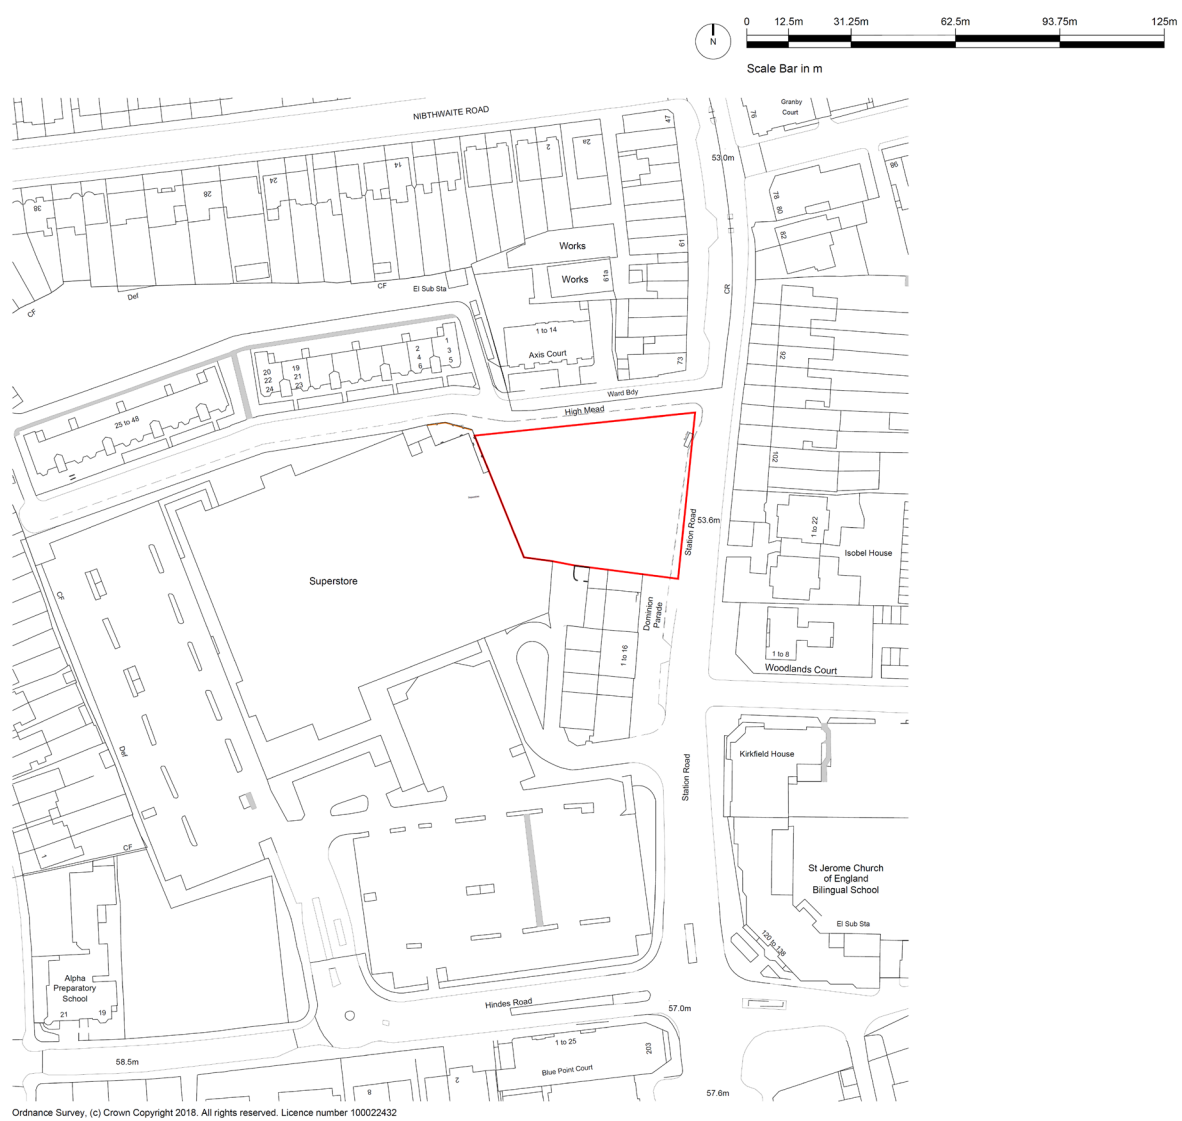 0 12.5m 31.25m 62.5m 93.75m 125m
N
Scale Bar in m
NIBTHWAITE ROAD
Granby
Court
76
47
53.0m
2a
2
14
24
28
38
98
78
80
82
Works
61
Works
61a
CF
El Sub Sta
Def
CF
CR
1 to 14
Axis Court
73
92
1
3
5
2
4
6
19
21
23
20
22
24
25 to 48
Ward Bdy
High Mead
102
53.6m
Station Road
1 to 22
Isobel House
Superstore
CF
Dominion
Parade
1 to 16
1 to 8
Woodlands Court
Def
Station Road
Kirkfield House
CF
1
St Jerome Church
of England
Bilingual School
El Sub Sta
120 to 138
Alpha
Preparatory
School
21
19
Hindes Road
57.0m
1 to 25
203
Blue Point Court
58.5m
8
2
57.6m
Ordnance Survey, (c) Crown Copyright 2018. All rights reserved. Licence number 100022432